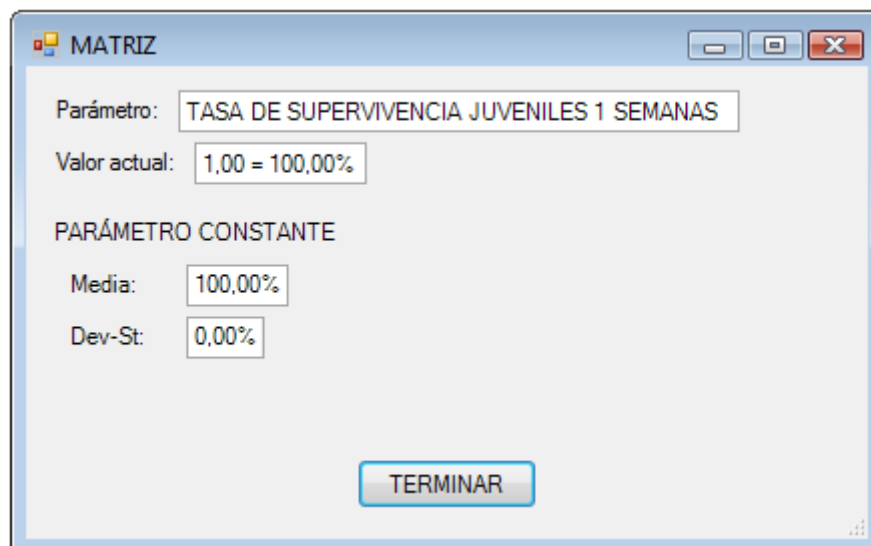 MATRIZ
Parámetro: TASA DE SUPERVIVENCIA JUVENILES 1 SEMANAS
Valor actual: 1,00 = 100,00%
PARÁMETRO CONSTANTE
Media: 100,00%
Dev-St: 0,00%
TERMINAR